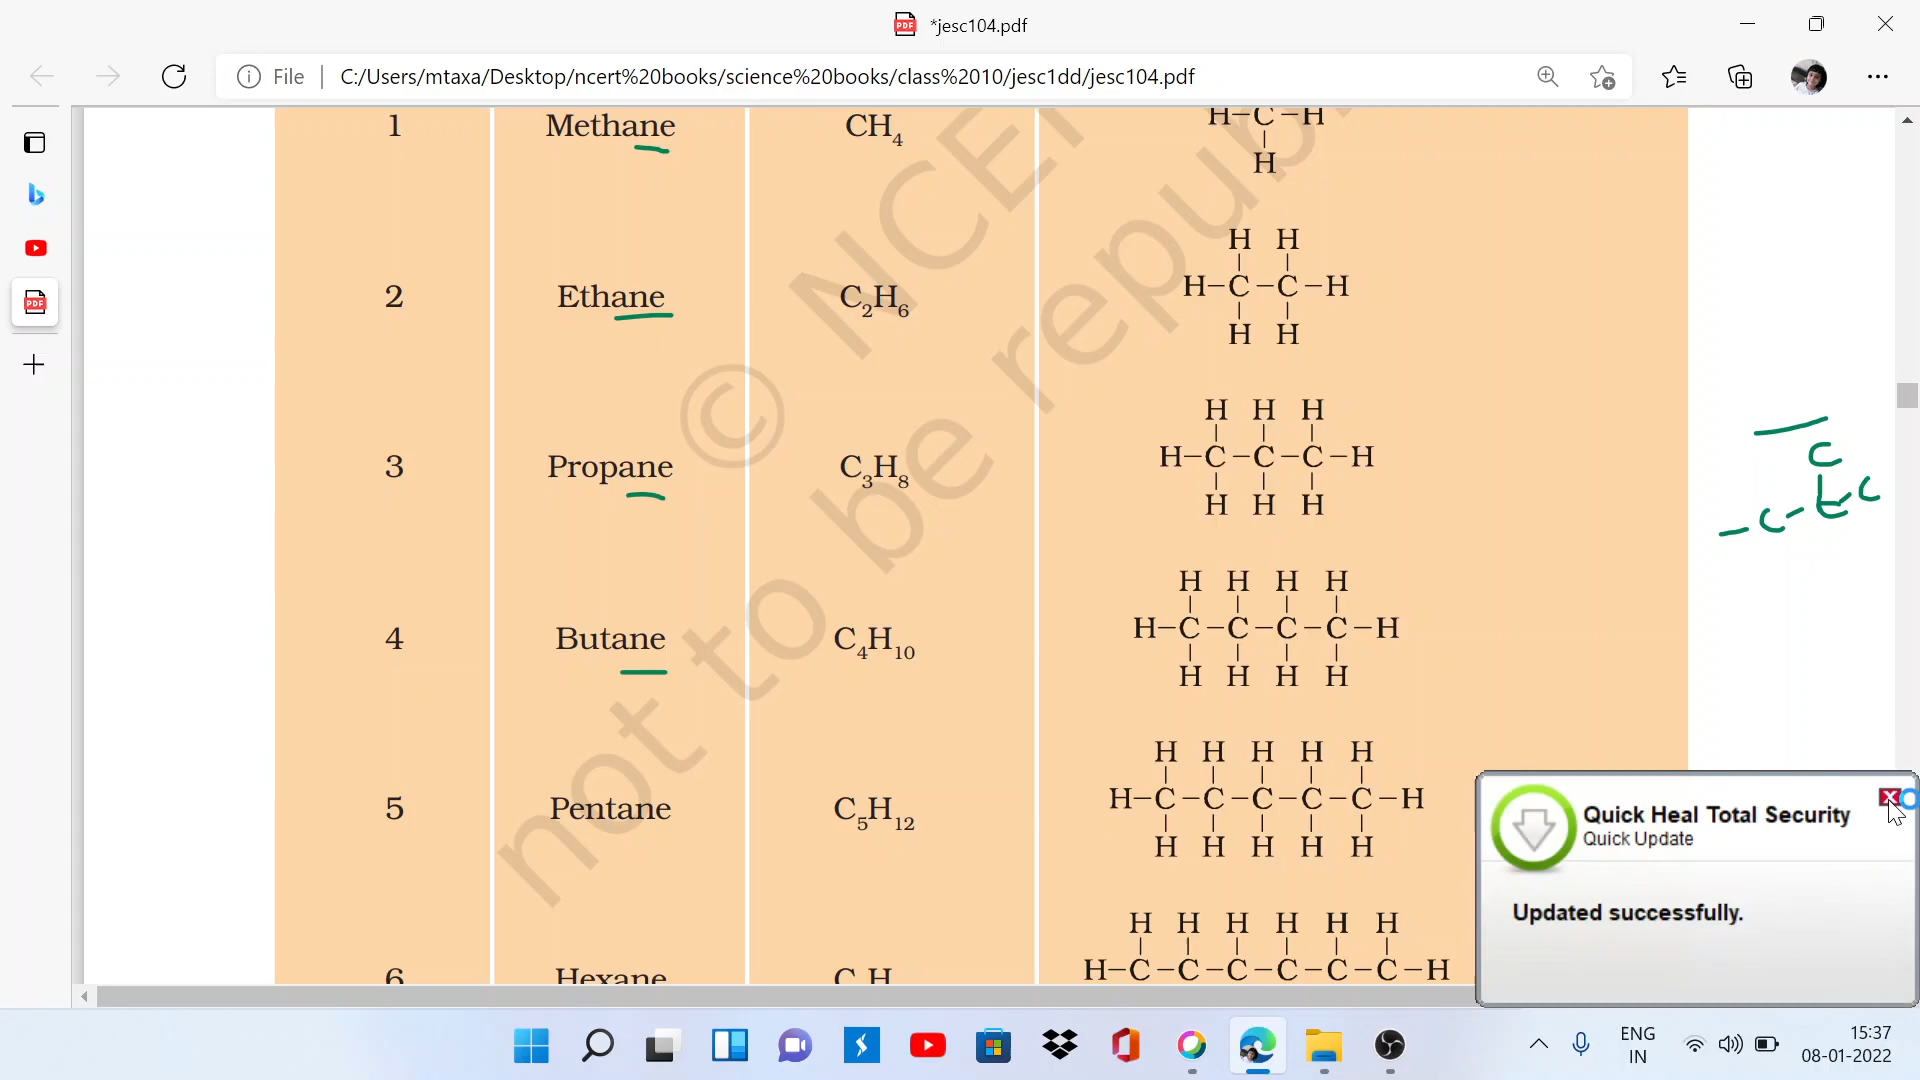 *jesc104.pdf
File C:/Users/mtaxa/Desktop/ncert%20books/science%20books/class%2010/jesc1dd/jesc104.pdf
1 Methane CH4
H–C–H
H
H H
2 Ethane C2H6 H–C–C–H
H H
H H H
3 Propane C3H8 H–C–C–C–H
H H H
C
–C–C–C
H H H H
4 Butane C4H10 H–C–C–C–C–H
H H H H
H H H H H
5 Pentane C5H12 H–C–C–C–C–C–H
H H H H H
H H H H H H
6 Hexane C H H–C–C–C–C–C–C–H
not to be republ
© NCER
Quick Heal Total Security
Quick Update
Updated successfully.
ENG
IN
15:37
08-01-2022